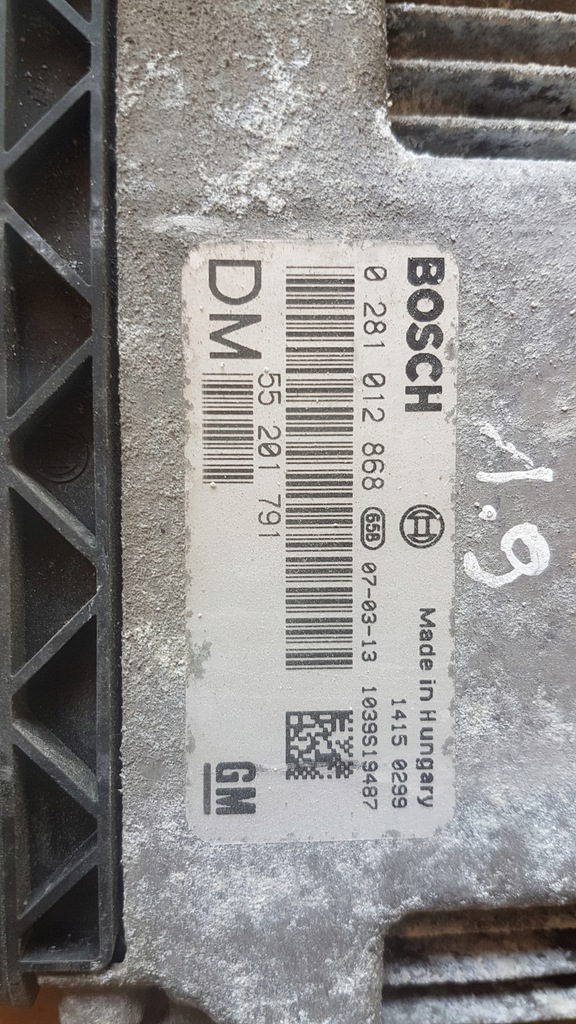 BOSCH
Made in Hungary
1415 0299
0 281 012 868 658 07-03-13 1039S19487
55 201 791
DM
GM
1.9